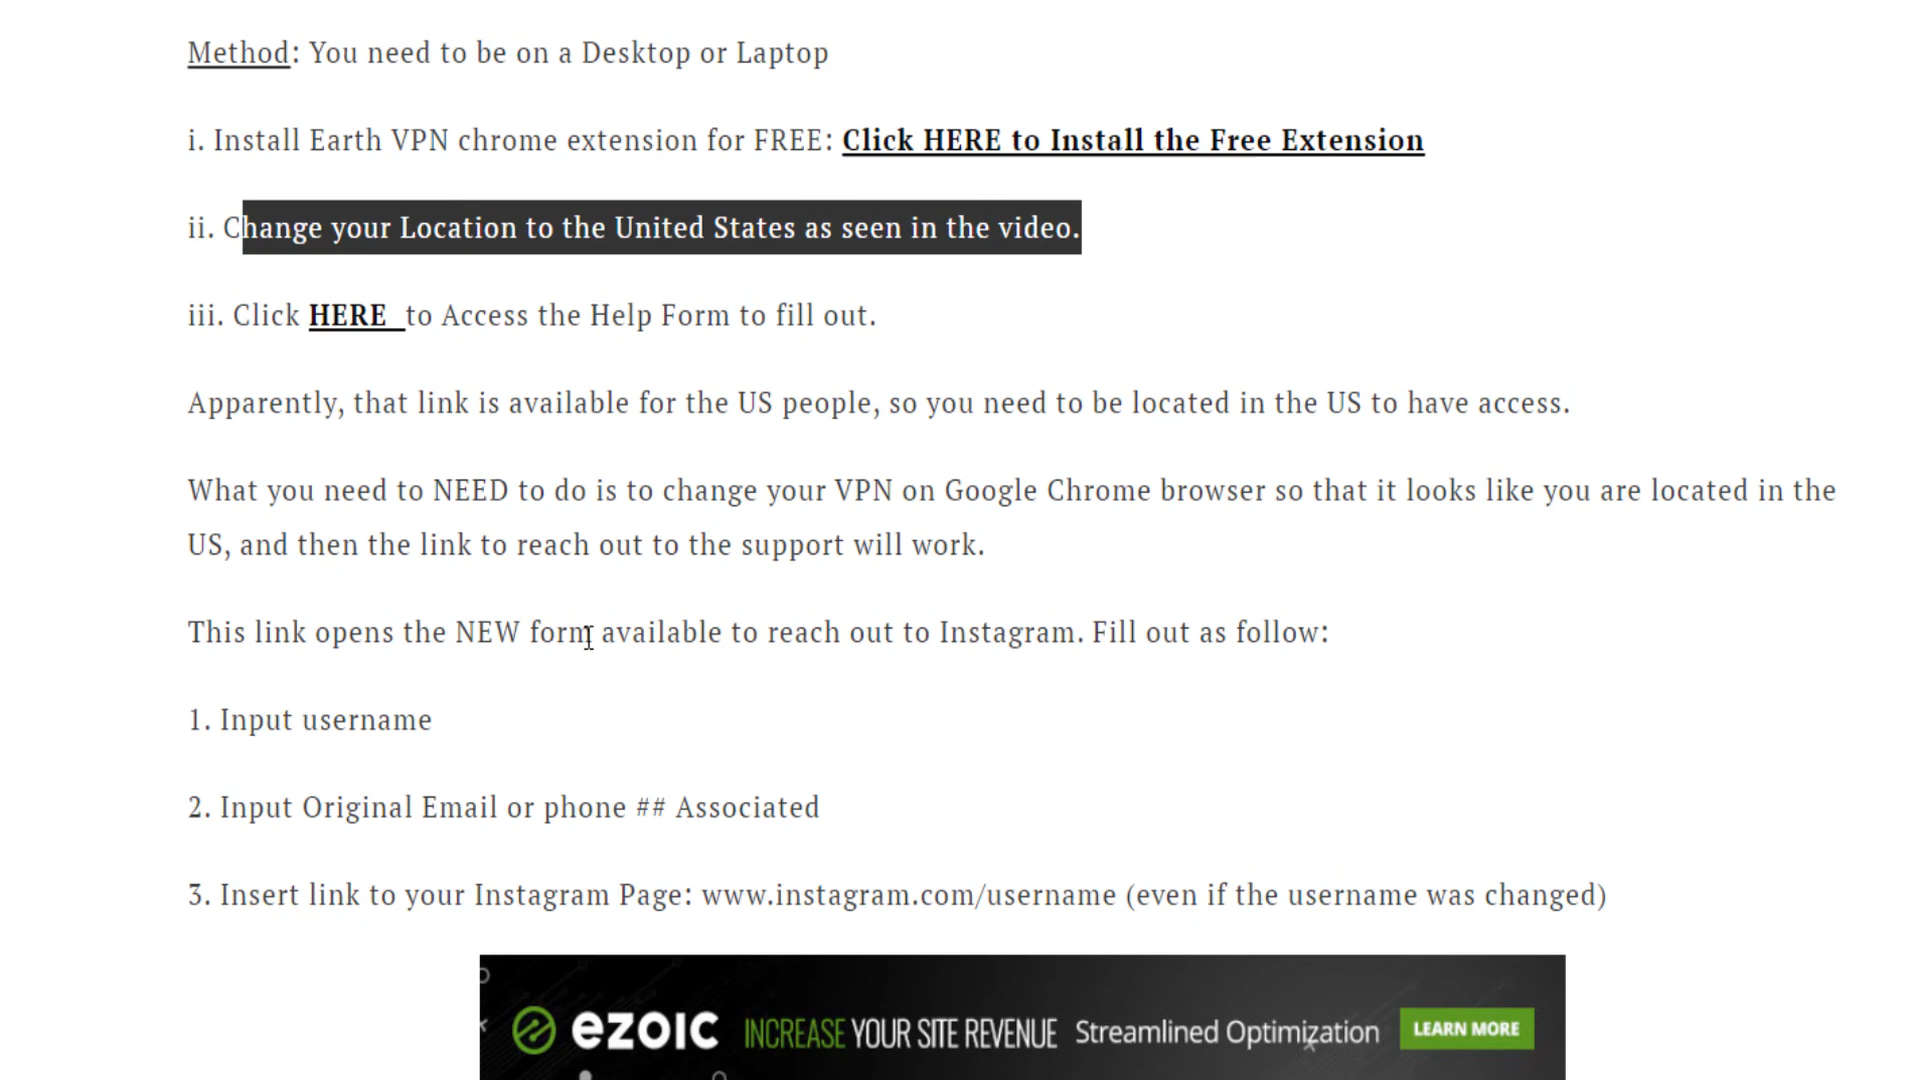 Method: You need to be on a Desktop or Laptop
i. Install Earth VPN chrome extension for FREE: Click HERE to Install the Free Extension
ii. Change your Location to the United States as seen in the video.
iii. Click HERE to Access the Help Form to fill out.
Apparently, that link is available for the US people, so you need to be located in the US to have access.
What you need to NEED to do is to change your VPN on Google Chrome browser so that it looks like you are located in the
US, and then the link to reach out to the support will work.
This link opens the NEW form available to reach out to Instagram. Fill out as follow:
1. Input username
2. Input Original Email or phone ## Associated
3. Insert link to your Instagram Page: www.instagram.com/username (even if the username was changed)
ezoic INCREASE YOUR SITE REVENUE Streamlined Optimization LEARN MORE